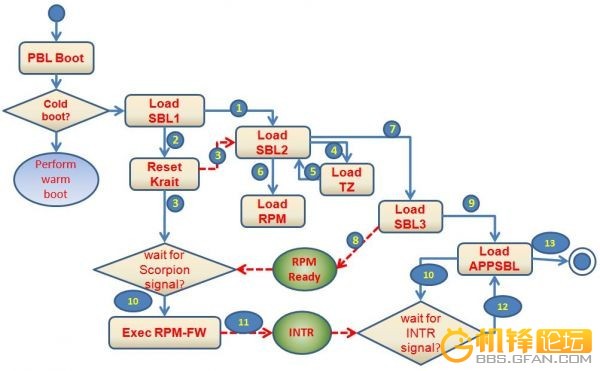 PBL Boot
Cold
boot?
Perform
warm
boot
Load
SBL1
1
2
Reset
Krait
3
3
Load
SBL2
4
5
Load
TZ
6
Load
RPM
7
Load
SBL3
8
RPM
Ready
9
Load
APPSBL
13
wait for
Scorpion
signal?
10
Exec RPM-FW
11
INTR
wait for
INTR
signal?
10
12
机锋论坛
BBS.GFAN.COM